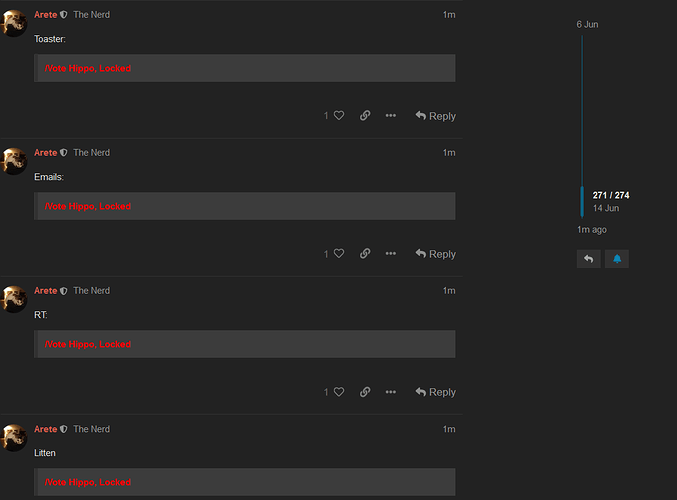 Arete The Nerd 1m
Toaster:
/Vote Hippo, Locked
1 Reply
Arete The Nerd 1m
Emails:
/Vote Hippo, Locked
1 Reply
Arete The Nerd 1m
RT:
/Vote Hippo, Locked
1 Reply
Arete The Nerd 1m
Litten
/Vote Hippo, Locked
6 Jun
271 / 274
14 Jun
1m ago